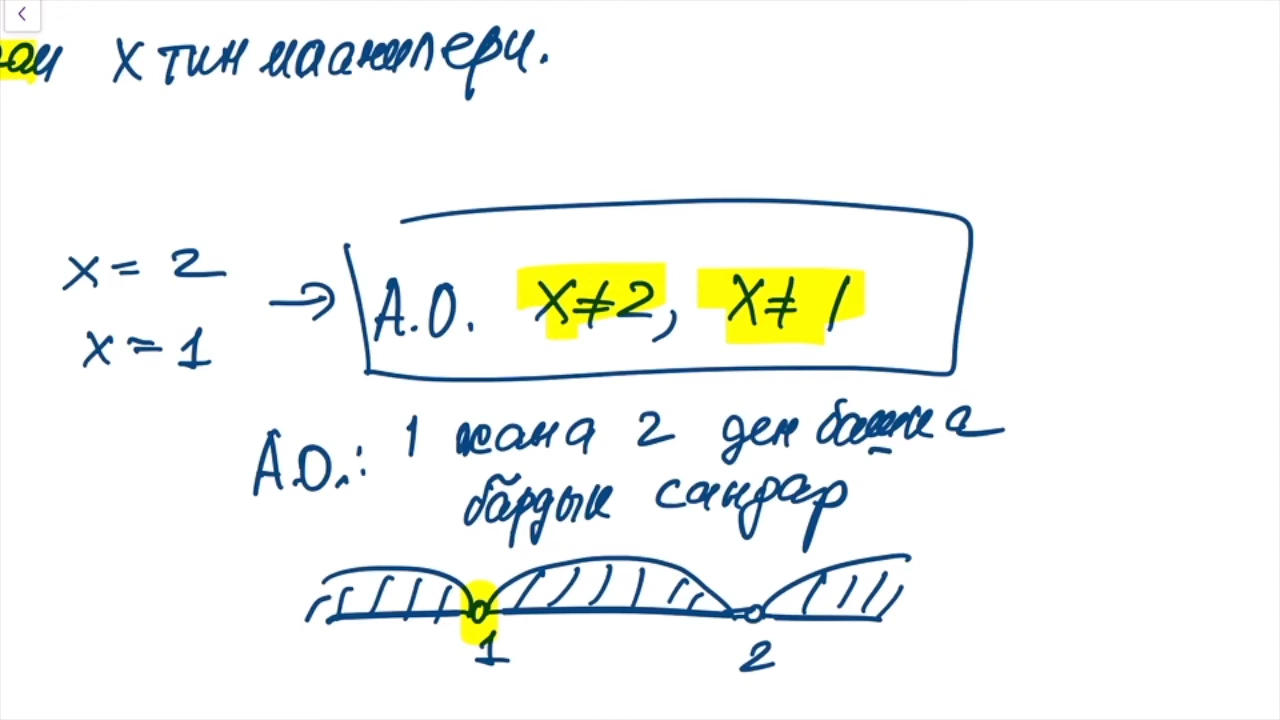 х тин маанилери.
x = 2
x = 1
→ А.О. x≠2, x≠1
А.О.: 1 жана 2 ден башка
бардык сандар
1 2